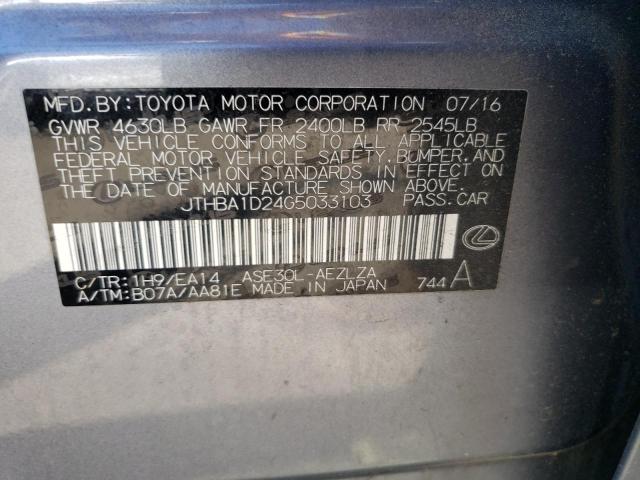 MFD.BY:TOYOTA MOTOR CORPORATION 07/16
GVWR 4630LB GAWR FR 2400LB RR 2545LB
THIS VEHICLE CONFORMS TO ALL APPLICABLE
FEDERAL MOTOR VEHICLE SAFETY,BUMPER,AND
THEFT PREVENTION STANDARDS IN EFFECT ON
THE DATE OF MANUFACTURE SHOWN ABOVE.
JTHBA1D24G5033103 PASS.CAR
C/TR:1H9/EA14 ASE30L-AEZLZA
A/TM:B07A/AA81E MADE IN JAPAN 744A